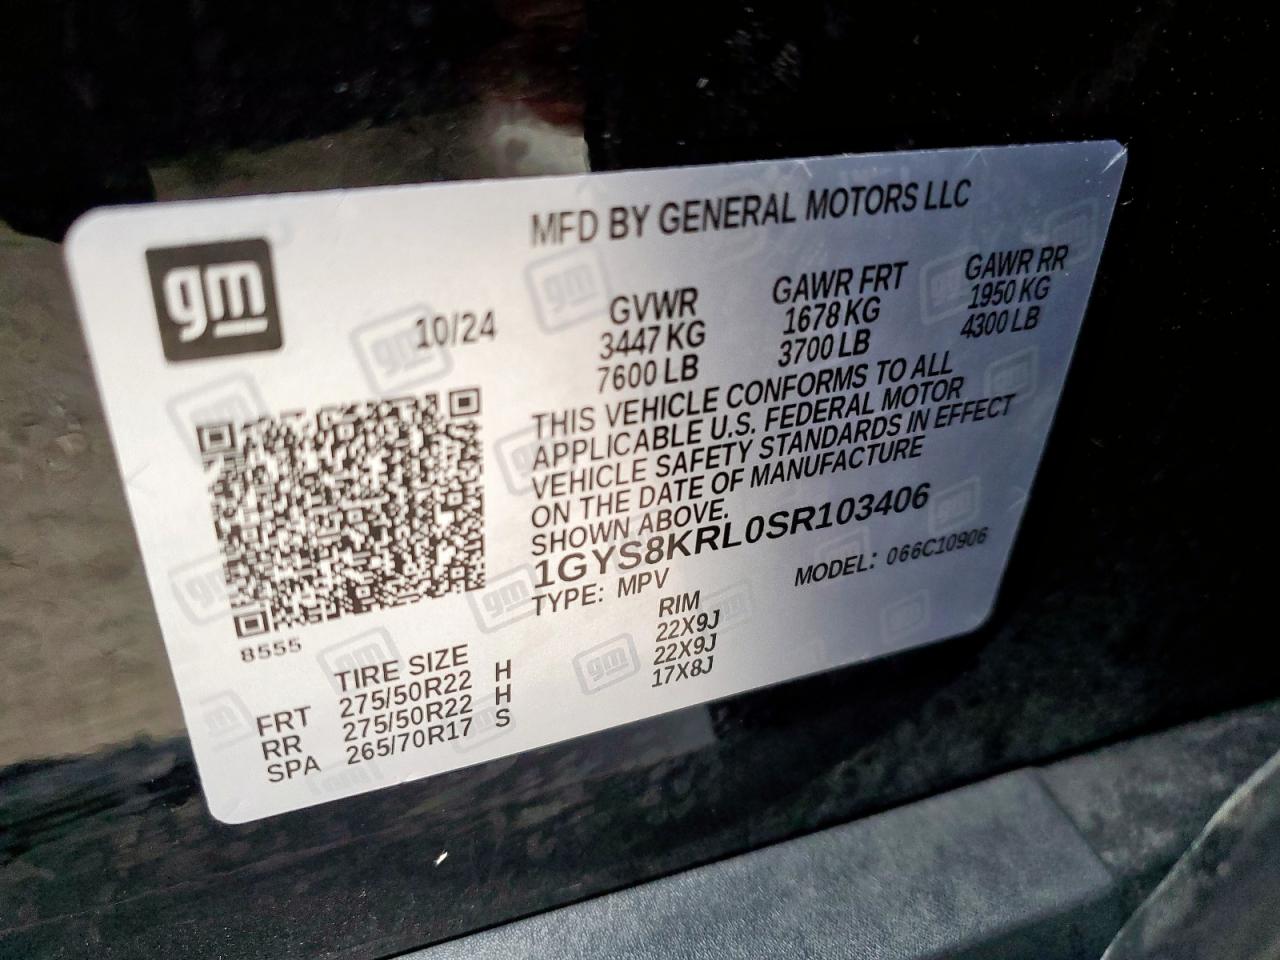 gm
MFD BY GENERAL MOTORS LLC
10/24
GVWR GAWR FRT GAWR RR
3447 KG 1678 KG 1950 KG
7600 LB 3700 LB 4300 LB
THIS VEHICLE CONFORMS TO ALL
APPLICABLE U.S. FEDERAL MOTOR
VEHICLE SAFETY STANDARDS IN EFFECT
ON THE DATE OF MANUFACTURE
SHOWN ABOVE.
1GYS8KRL0SR103406
TYPE: MPV MODEL: 066C10906
8555
TIRE SIZE RIM
FRT 275/50R22 H 22X9J
RR 275/50R22 H 22X9J
SPA 265/70R17 S 17X8J